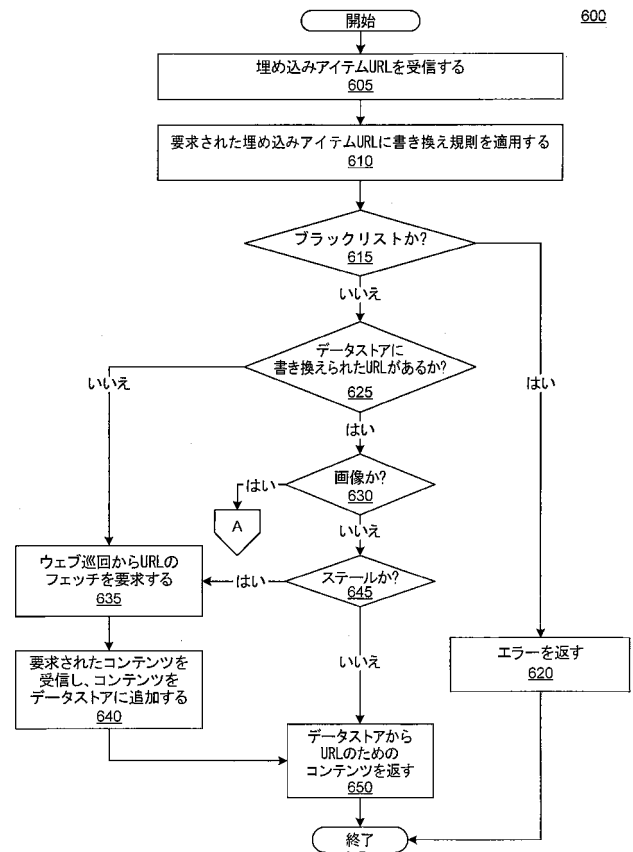 600
開始
埋め込みアイテムURLを受信する
605
要求された埋め込みアイテムURLに書き換え規則を適用する
610
ブラックリストか?
615
いいえ
はい
データストアに
書き換えられたURLがあるか?
625
いいえ
はい
画像か?
630
はい
A
いいえ
ステールか?
645
はい
いいえ
ウェブ巡回からURLの
フェッチを要求する
635
要求されたコンテンツを
受信し、コンテンツを
データストアに追加する
640
エラーを返す
620
データストアから
URLのための
コンテンツを返す
650
終了